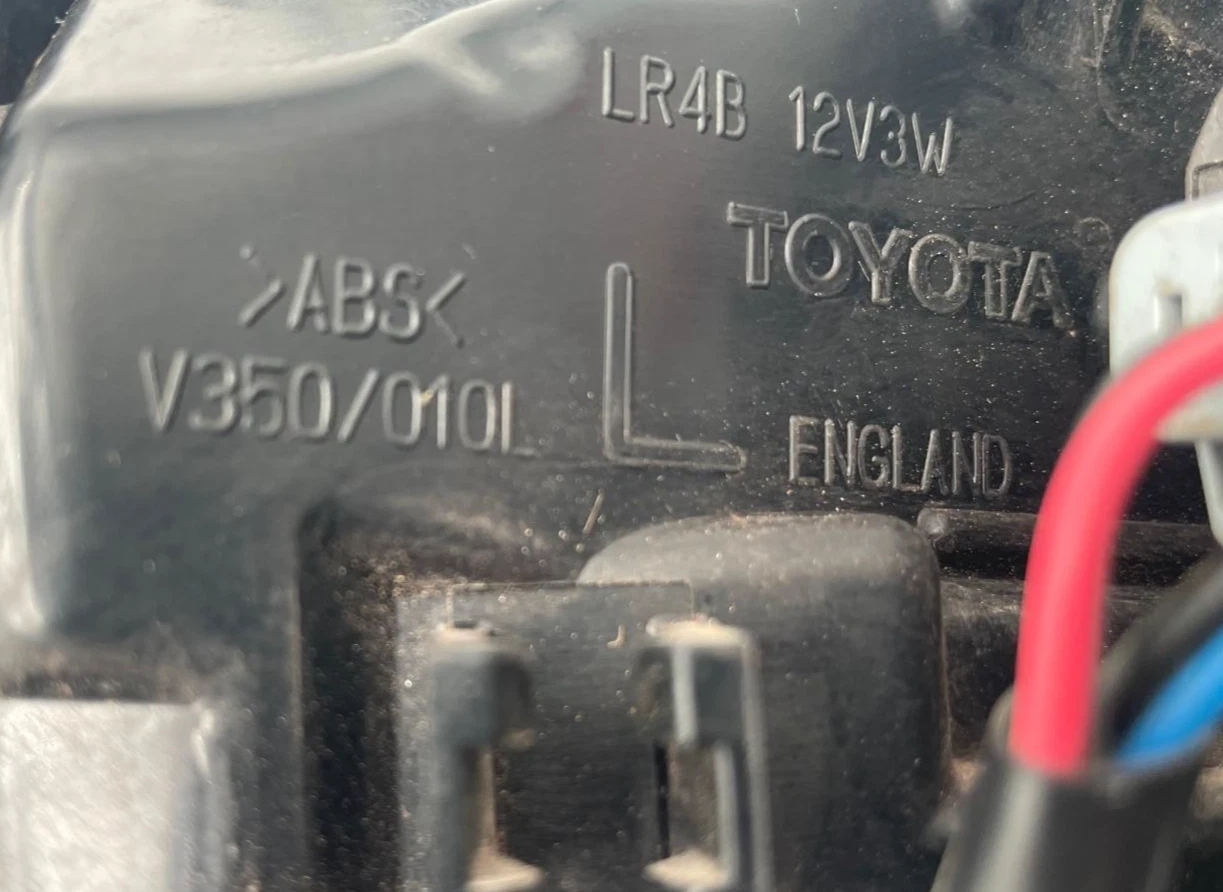 LR4B 12V3W
TOYOTA
>ABS<
V350/010L
L
ENGLAND